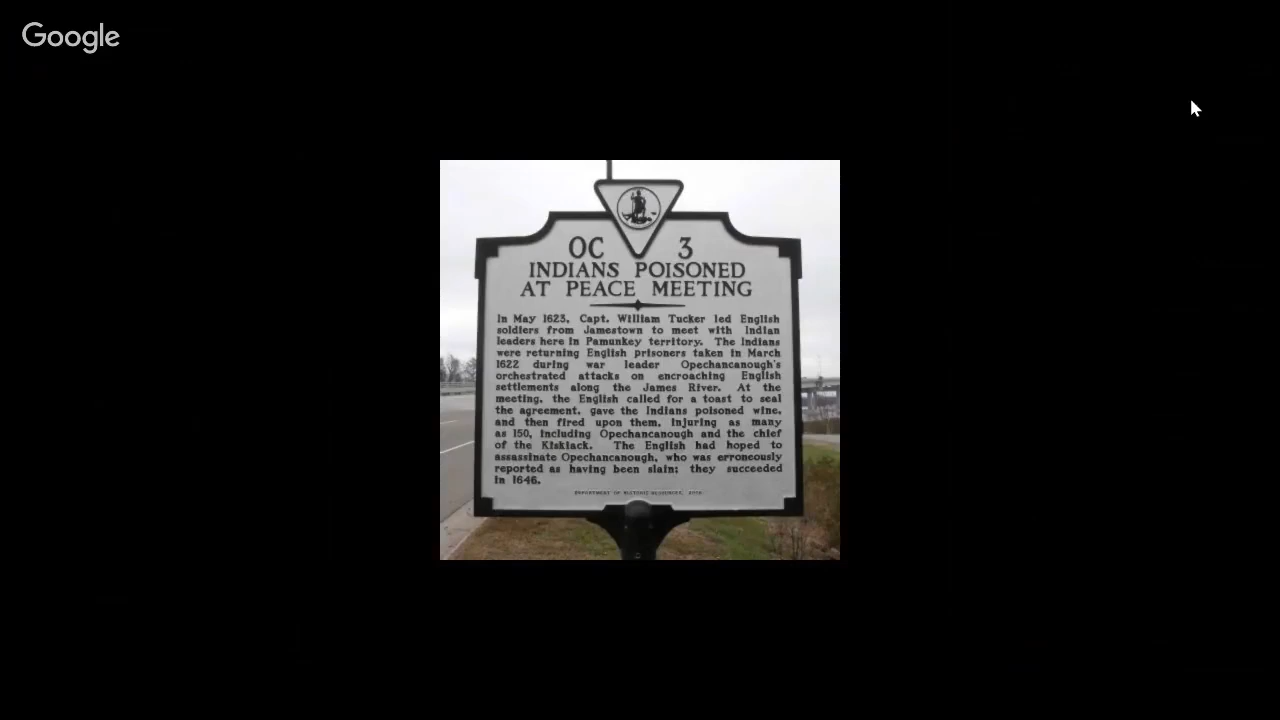 Google
OC 3
INDIANS POISONED
AT PEACE MEETING
In May 1623, Capt. William Tucker led English
soldiers from Jamestown to meet with Indian
leaders here in Pamunkey territory. The Indians
were returning English prisoners taken in March
1622 during war leader Opechancanough's
orchestrated attacks on encroaching English
settlements along the James River. At the
meeting, the English called for a toast to seal
the agreement, gave the Indians poisoned wine,
and then fired upon them, injuring as many
as 150, including Opechancanough and the chief
of the Kiskiack. The English had hoped to
assassinate Opechancanough, who was erroneously
reported as having been slain; they succeeded
in 1646.
DEPARTMENT OF HISTORIC RESOURCES,